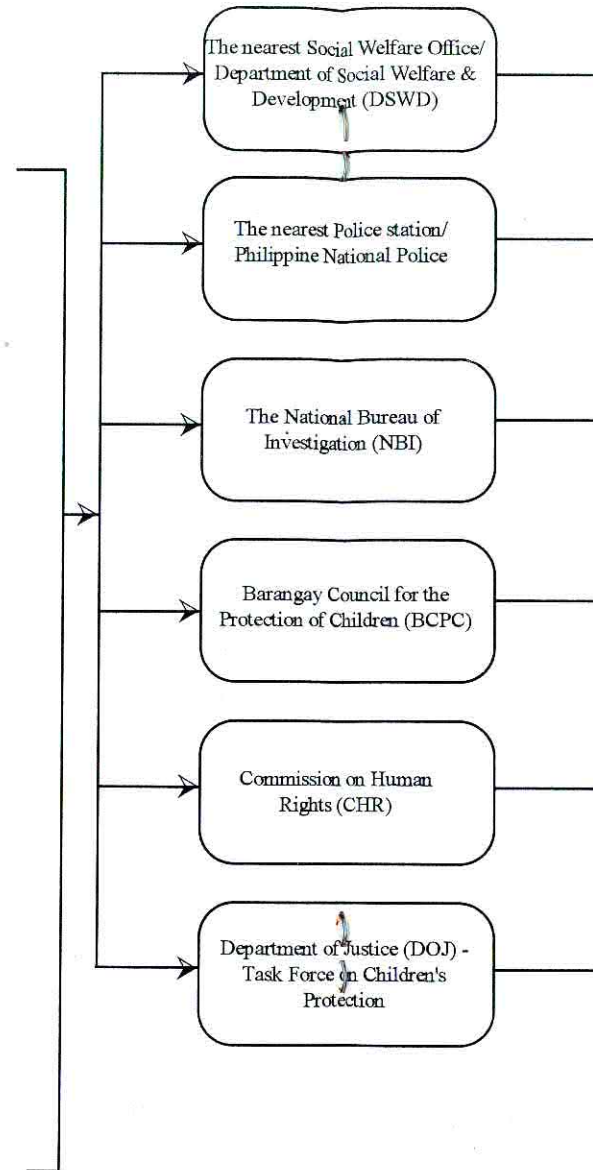 The nearest Social Welfare Office/
Department of Social Welfare &
Development (DSWD)
The nearest Police station/
Philippine National Police
The National Bureau of
Investigation (NBI)
Barangay Council for the
Protection of Children (BCPC)
Commission on Human
Rights (CHR)
Department of Justice (DOJ) -
Task Force on Children's
Protection